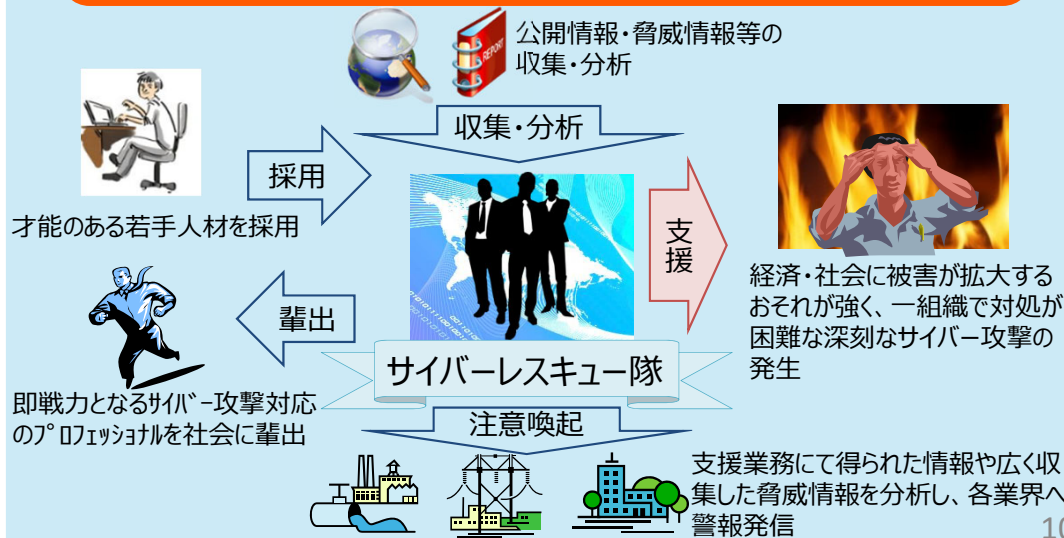 公開情報・脅威情報等の
収集・分析
REPORT
収集・分析
採用
才能のある若手人材を採用
支援
経済・社会に被害が拡大する
おそれが強く、一組織で対処が
困難な深刻なサイバー攻撃の
発生
輩出
即戦力となるｻｲﾊﾞｰ攻撃対応
のﾌﾟﾛﾌｪｯｼｮﾅﾙを社会に輩出
サイバーレスキュー隊
注意喚起
支援業務にて得られた情報や広く収
集した脅威情報を分析し、各業界へ
警報発信